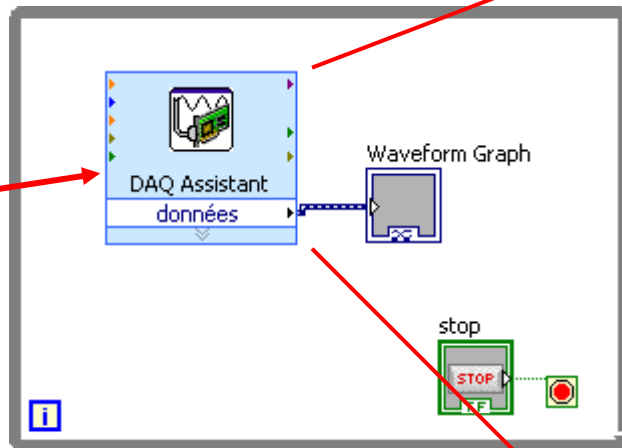 DAQ Assistant
données
Waveform Graph
stop
STOP
TF
i